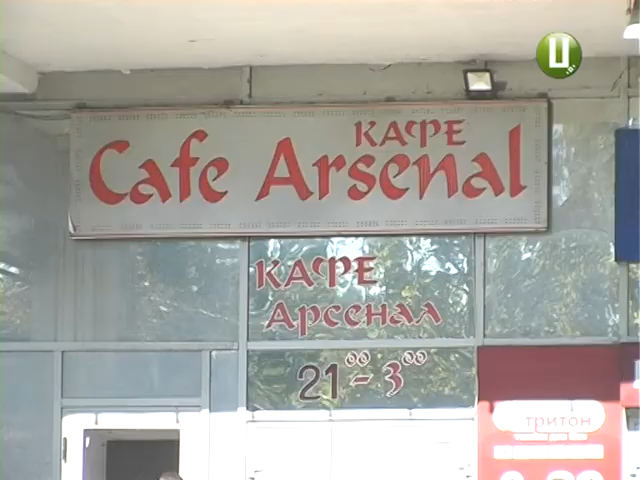 Ц
КАФЕ
Cafe Arsenal
КАФЕ
Арсенал
21⁰⁰ - 3⁰⁰
тритон